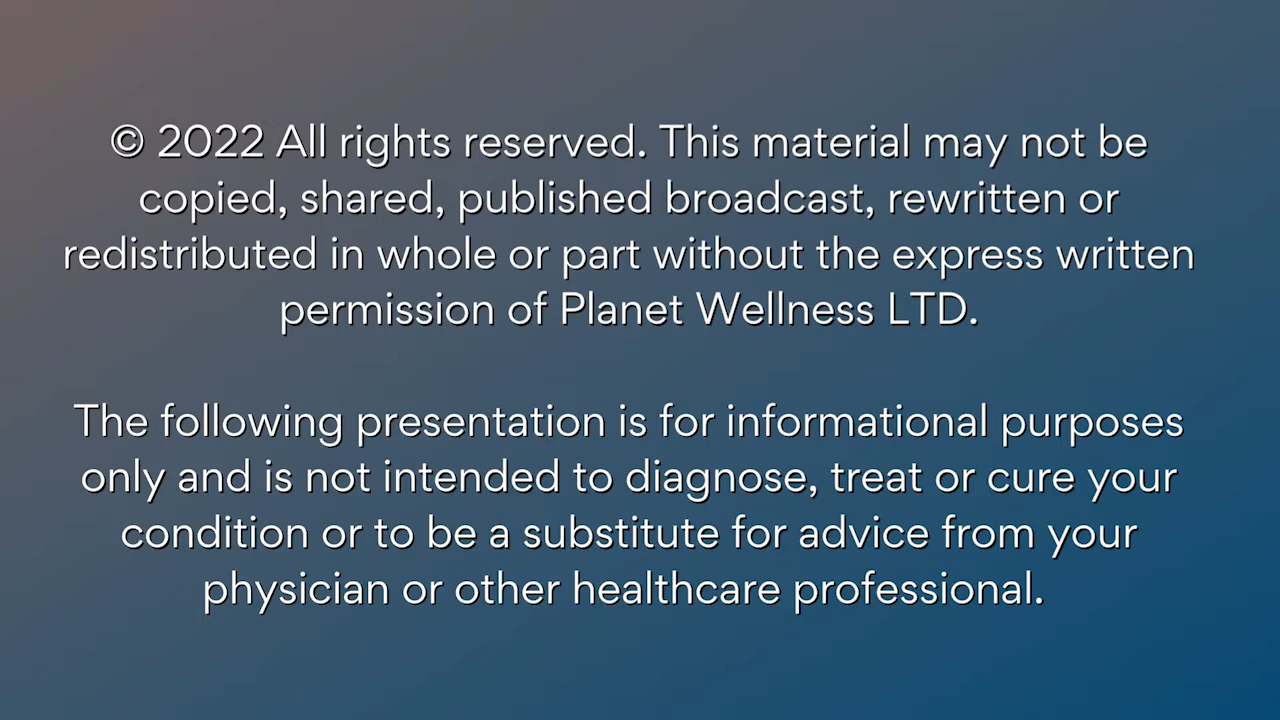 © 2022 All rights reserved. This material may not be
copied, shared, published broadcast, rewritten or
redistributed in whole or part without the express written
permission of Planet Wellness LTD.
The following presentation is for informational purposes
only and is not intended to diagnose, treat or cure your
condition or to be a substitute for advice from your
physician or other healthcare professional.